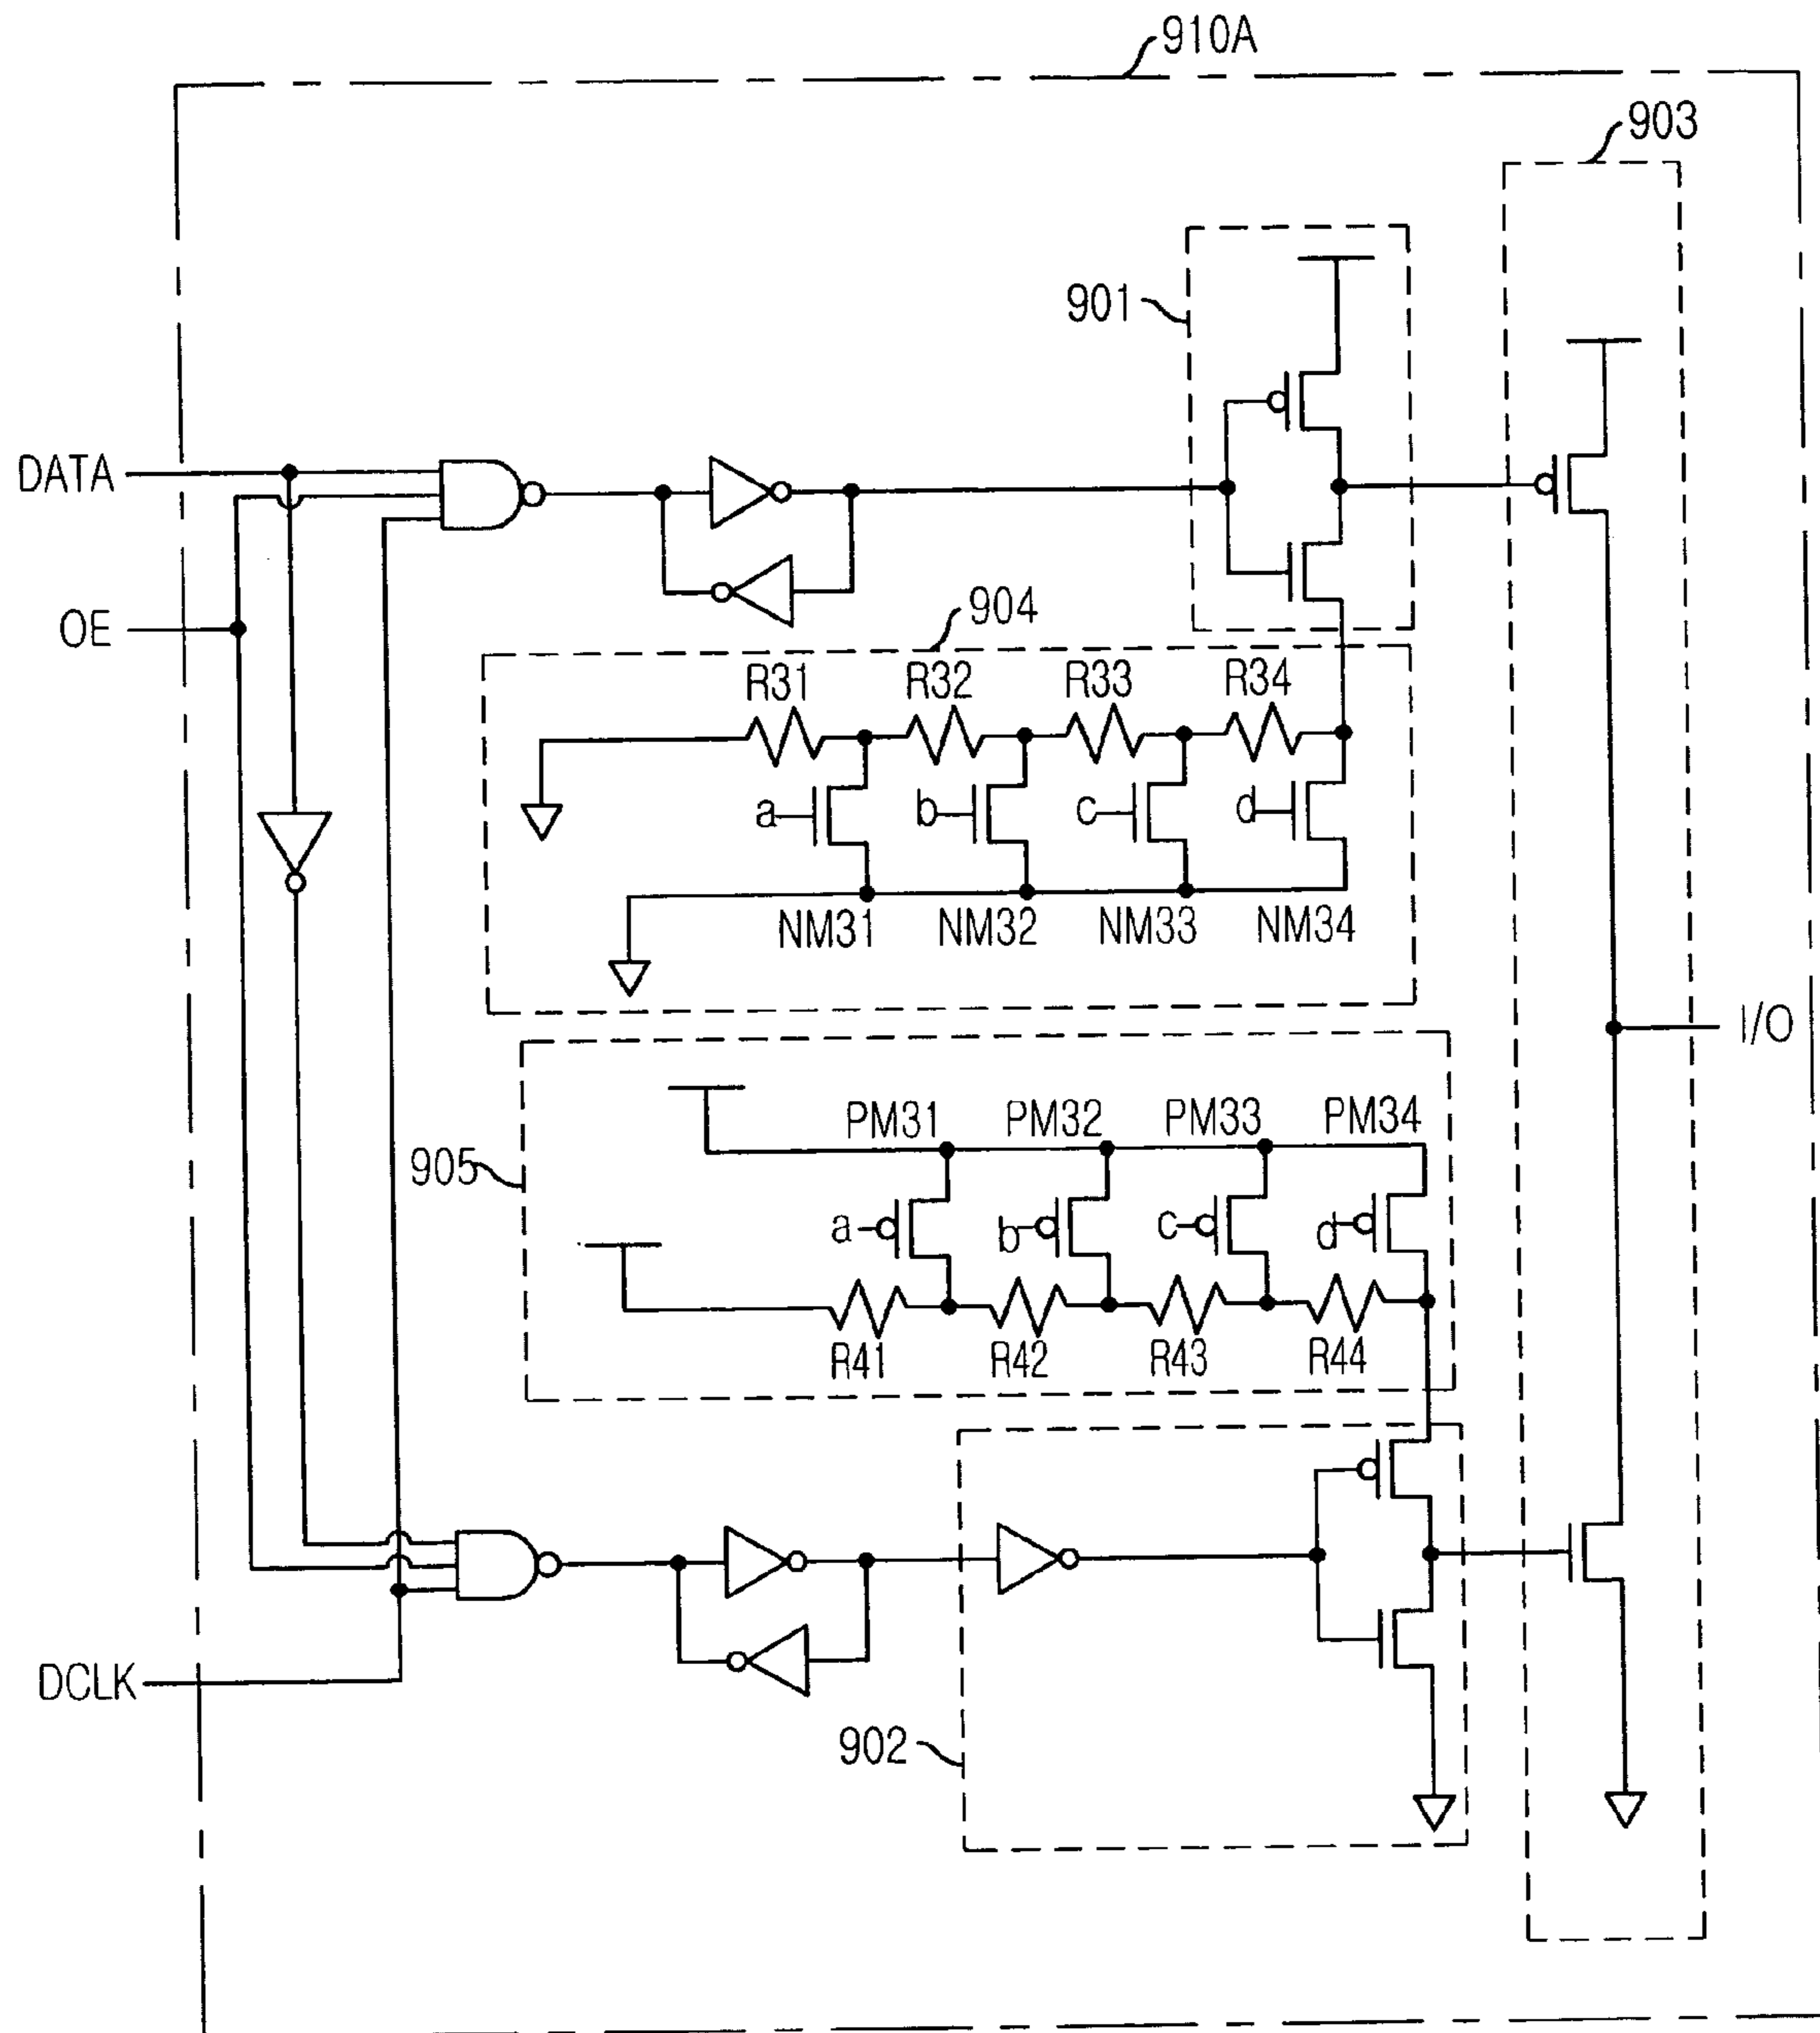 910A
903
901
DATA
OE
904
R31 R32 R33 R34
a b c d
NM31 NM32 NM33 NM34
I/O
905
PM31 PM32 PM33 PM34
a b c d
R41 R42 R43 R44
DCLK
902